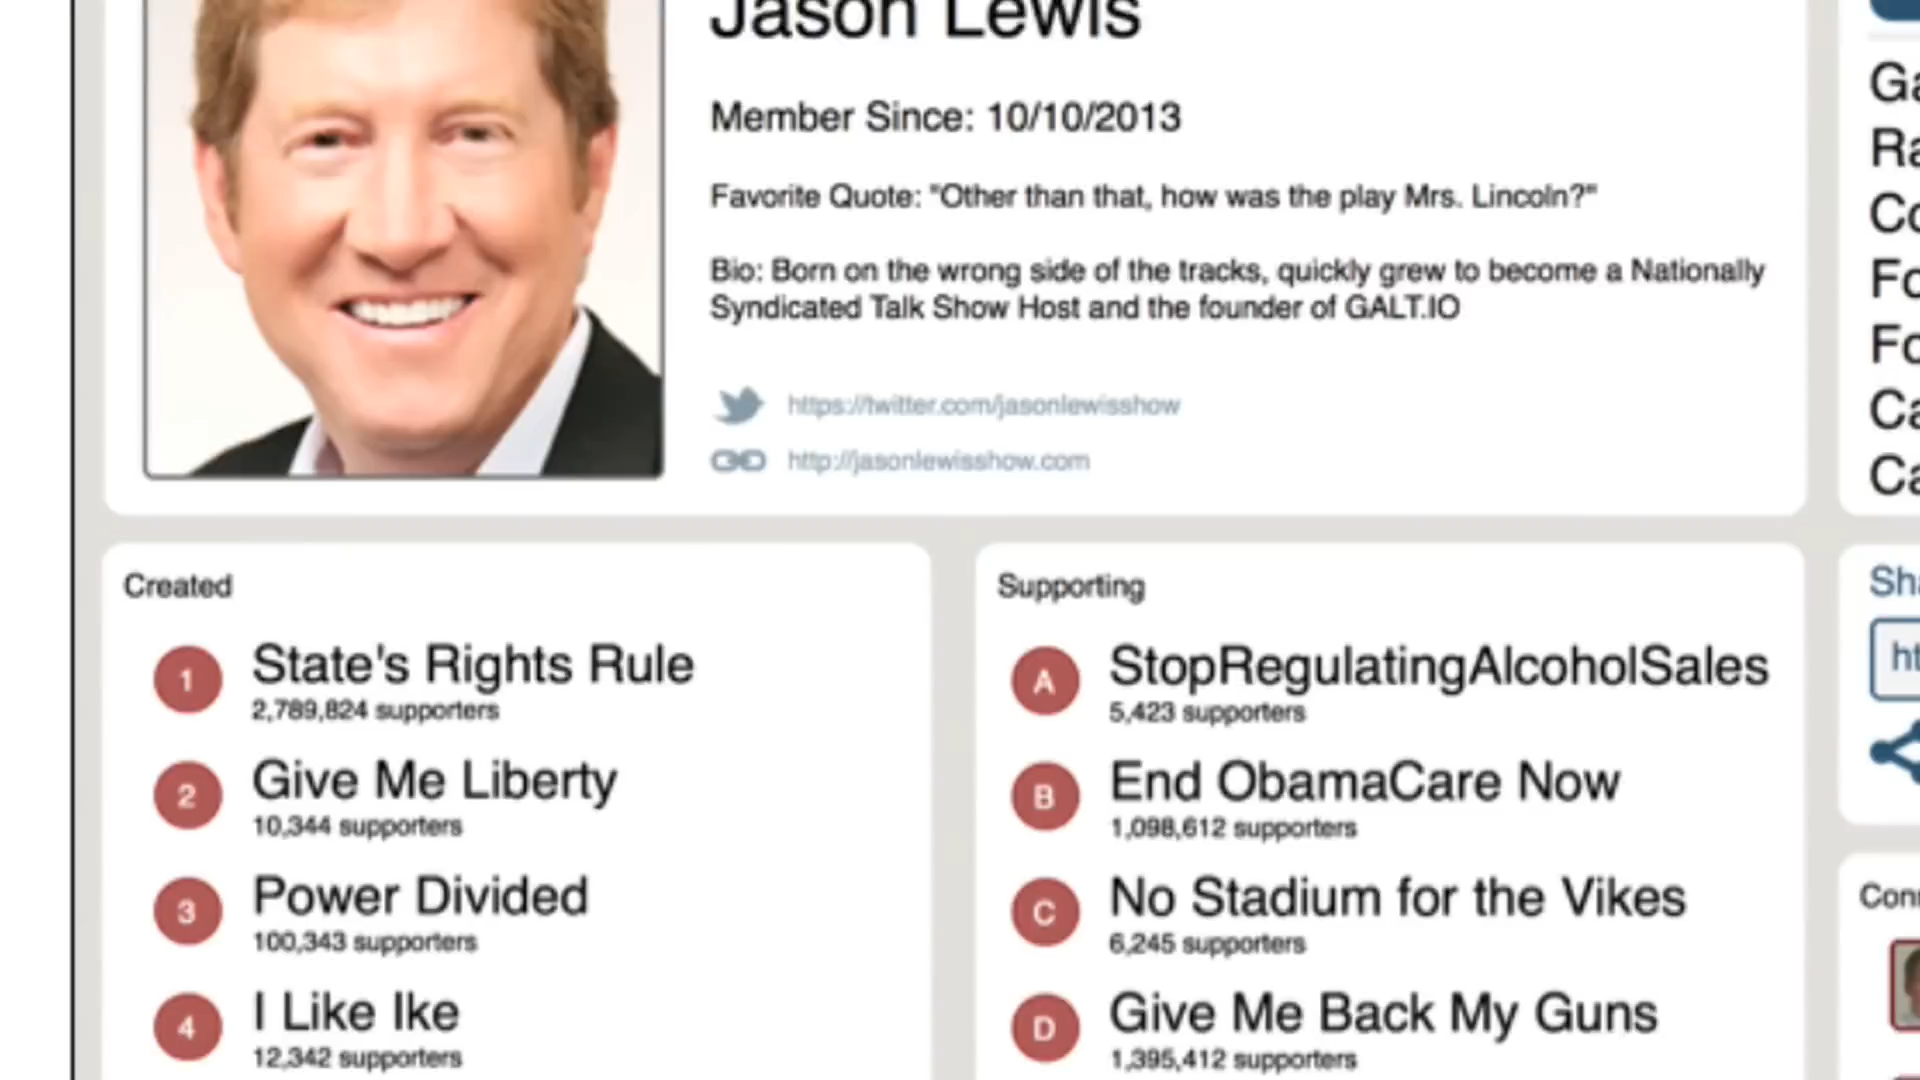 Jason Lewis
Member Since: 10/10/2013
Favorite Quote: "Other than that, how was the play Mrs. Lincoln?"
Bio: Born on the wrong side of the tracks, quickly grew to become a Nationally
Syndicated Talk Show Host and the founder of GALT.IO
https://twitter.com/jasonlewisshow
http://jasonlewisshow.com
Created
1 State's Rights Rule
2,789,824 supporters
2 Give Me Liberty
10,344 supporters
3 Power Divided
100,343 supporters
4 I Like Ike
12,342 supporters
Supporting
A StopRegulatingAlcoholSales
5,423 supporters
B End ObamaCare Now
1,098,612 supporters
C No Stadium for the Vikes
6,245 supporters
D Give Me Back My Guns
1,395,412 supporters